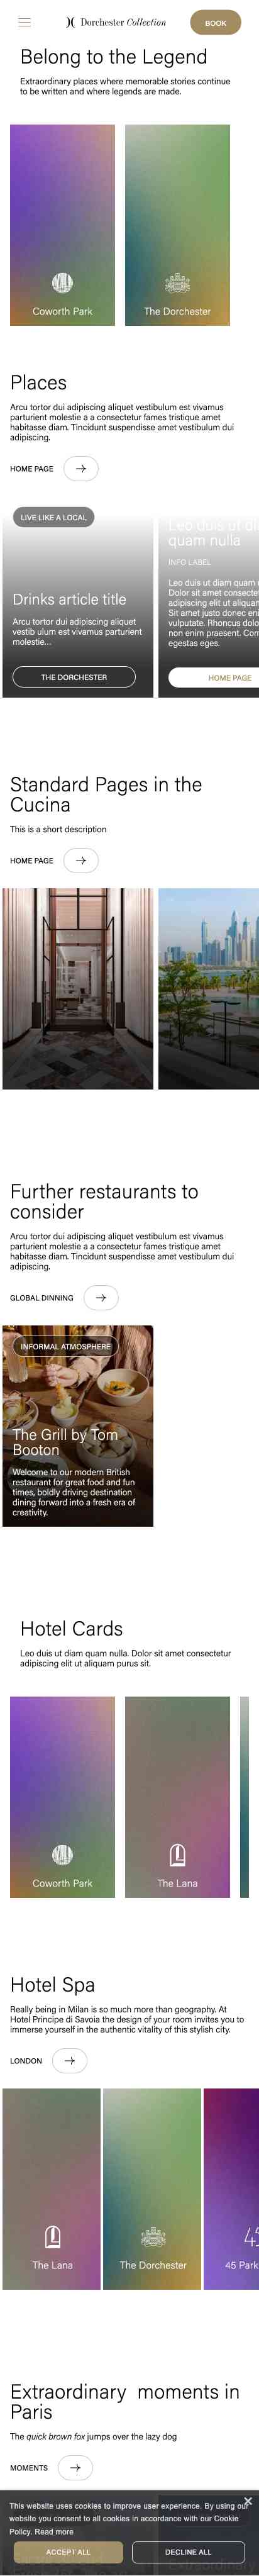 Dorchester Collection
BOOK
Belong to the Legend
Extraordinary places where memorable stories continue
to be written and where legends are made.
Coworth Park
The Dorchester
Places
Arcu tortor dui adipiscing aliquet vestibulum est vivamus
parturient molestie a a consectetur fames tristique amet
habitasse diam. Tincidunt suspendisse amet vestibulum dui
adipiscing.
HOME PAGE
LIVE LIKE A LOCAL
Drinks article title
Arcu tortor dui adipiscing aliquet
vestib ulum est vivamus parturient
molestie...
THE DORCHESTER
Leo duis ut di
quam nulla
INFO LABEL
Leo duis ut diam quam
Dolor sit amet consectet
adipiscing elit ut aliquar
Sit amet justo donec eni
vulputate. Rhoncus dolo
non enim praesent. Com
egestas eges.
HOME PAGE
Standard Pages in the
Cucina
This is a short description
HOME PAGE
Further restaurants to
consider
Arcu tortor dui adipiscing aliquet vestibulum est vivamus
parturient molestie a a consectetur fames tristique amet
habitasse diam. Tincidunt suspendisse amet vestibulum dui
adipiscing.
GLOBAL DINNING
INFORMAL ATMOSPHERE
The Grill by Tom
Booton
Welcome to our modern British
restaurant for great food and fun
times, boldly driving destination
dining forward into a fresh era of
creativity.
Hotel Cards
Leo duis ut diam quam nulla. Dolor sit amet consectetur
adipiscing elit ut aliquam purus sit.
Coworth Park
The Lana
Hotel Spa
Really being in Milan is so much more than geography. At
Hotel Principe di Savoia the design of your room invites you to
immerse yourself in the authentic vitality of this stylish city.
LONDON
The Lana
The Dorchester
45
45 Park
Extraordinary moments in
Paris
The quick brown fox jumps over the lazy dog
MOMENTS
This website uses cookies to improve user experience. By using our
website you consent to all cookies in accordance with our Cookie
Policy. Read more
ACCEPT ALL
DECLINE ALL